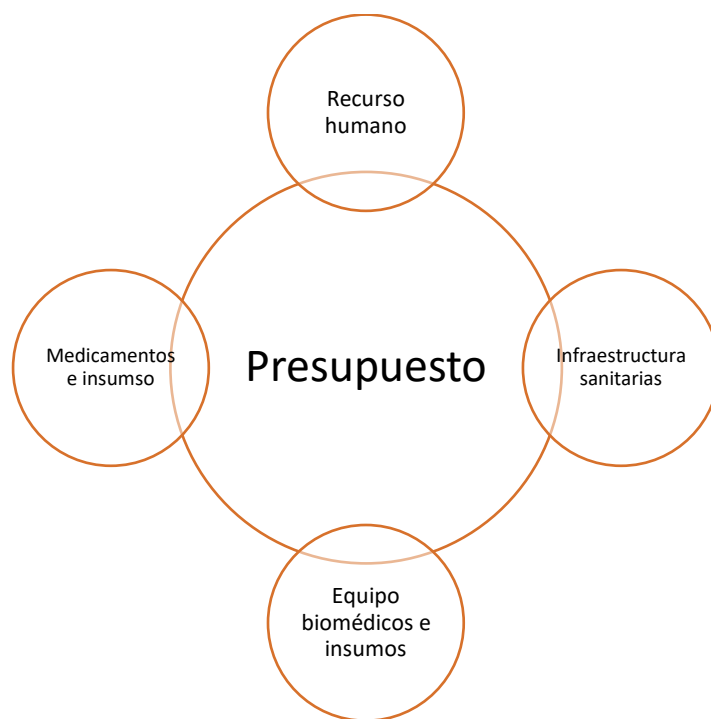 Recurso
humano
Medicamentos
e insumso
Presupuesto
Infraestructura
sanitarias
Equipo
biomédicos e
insumos